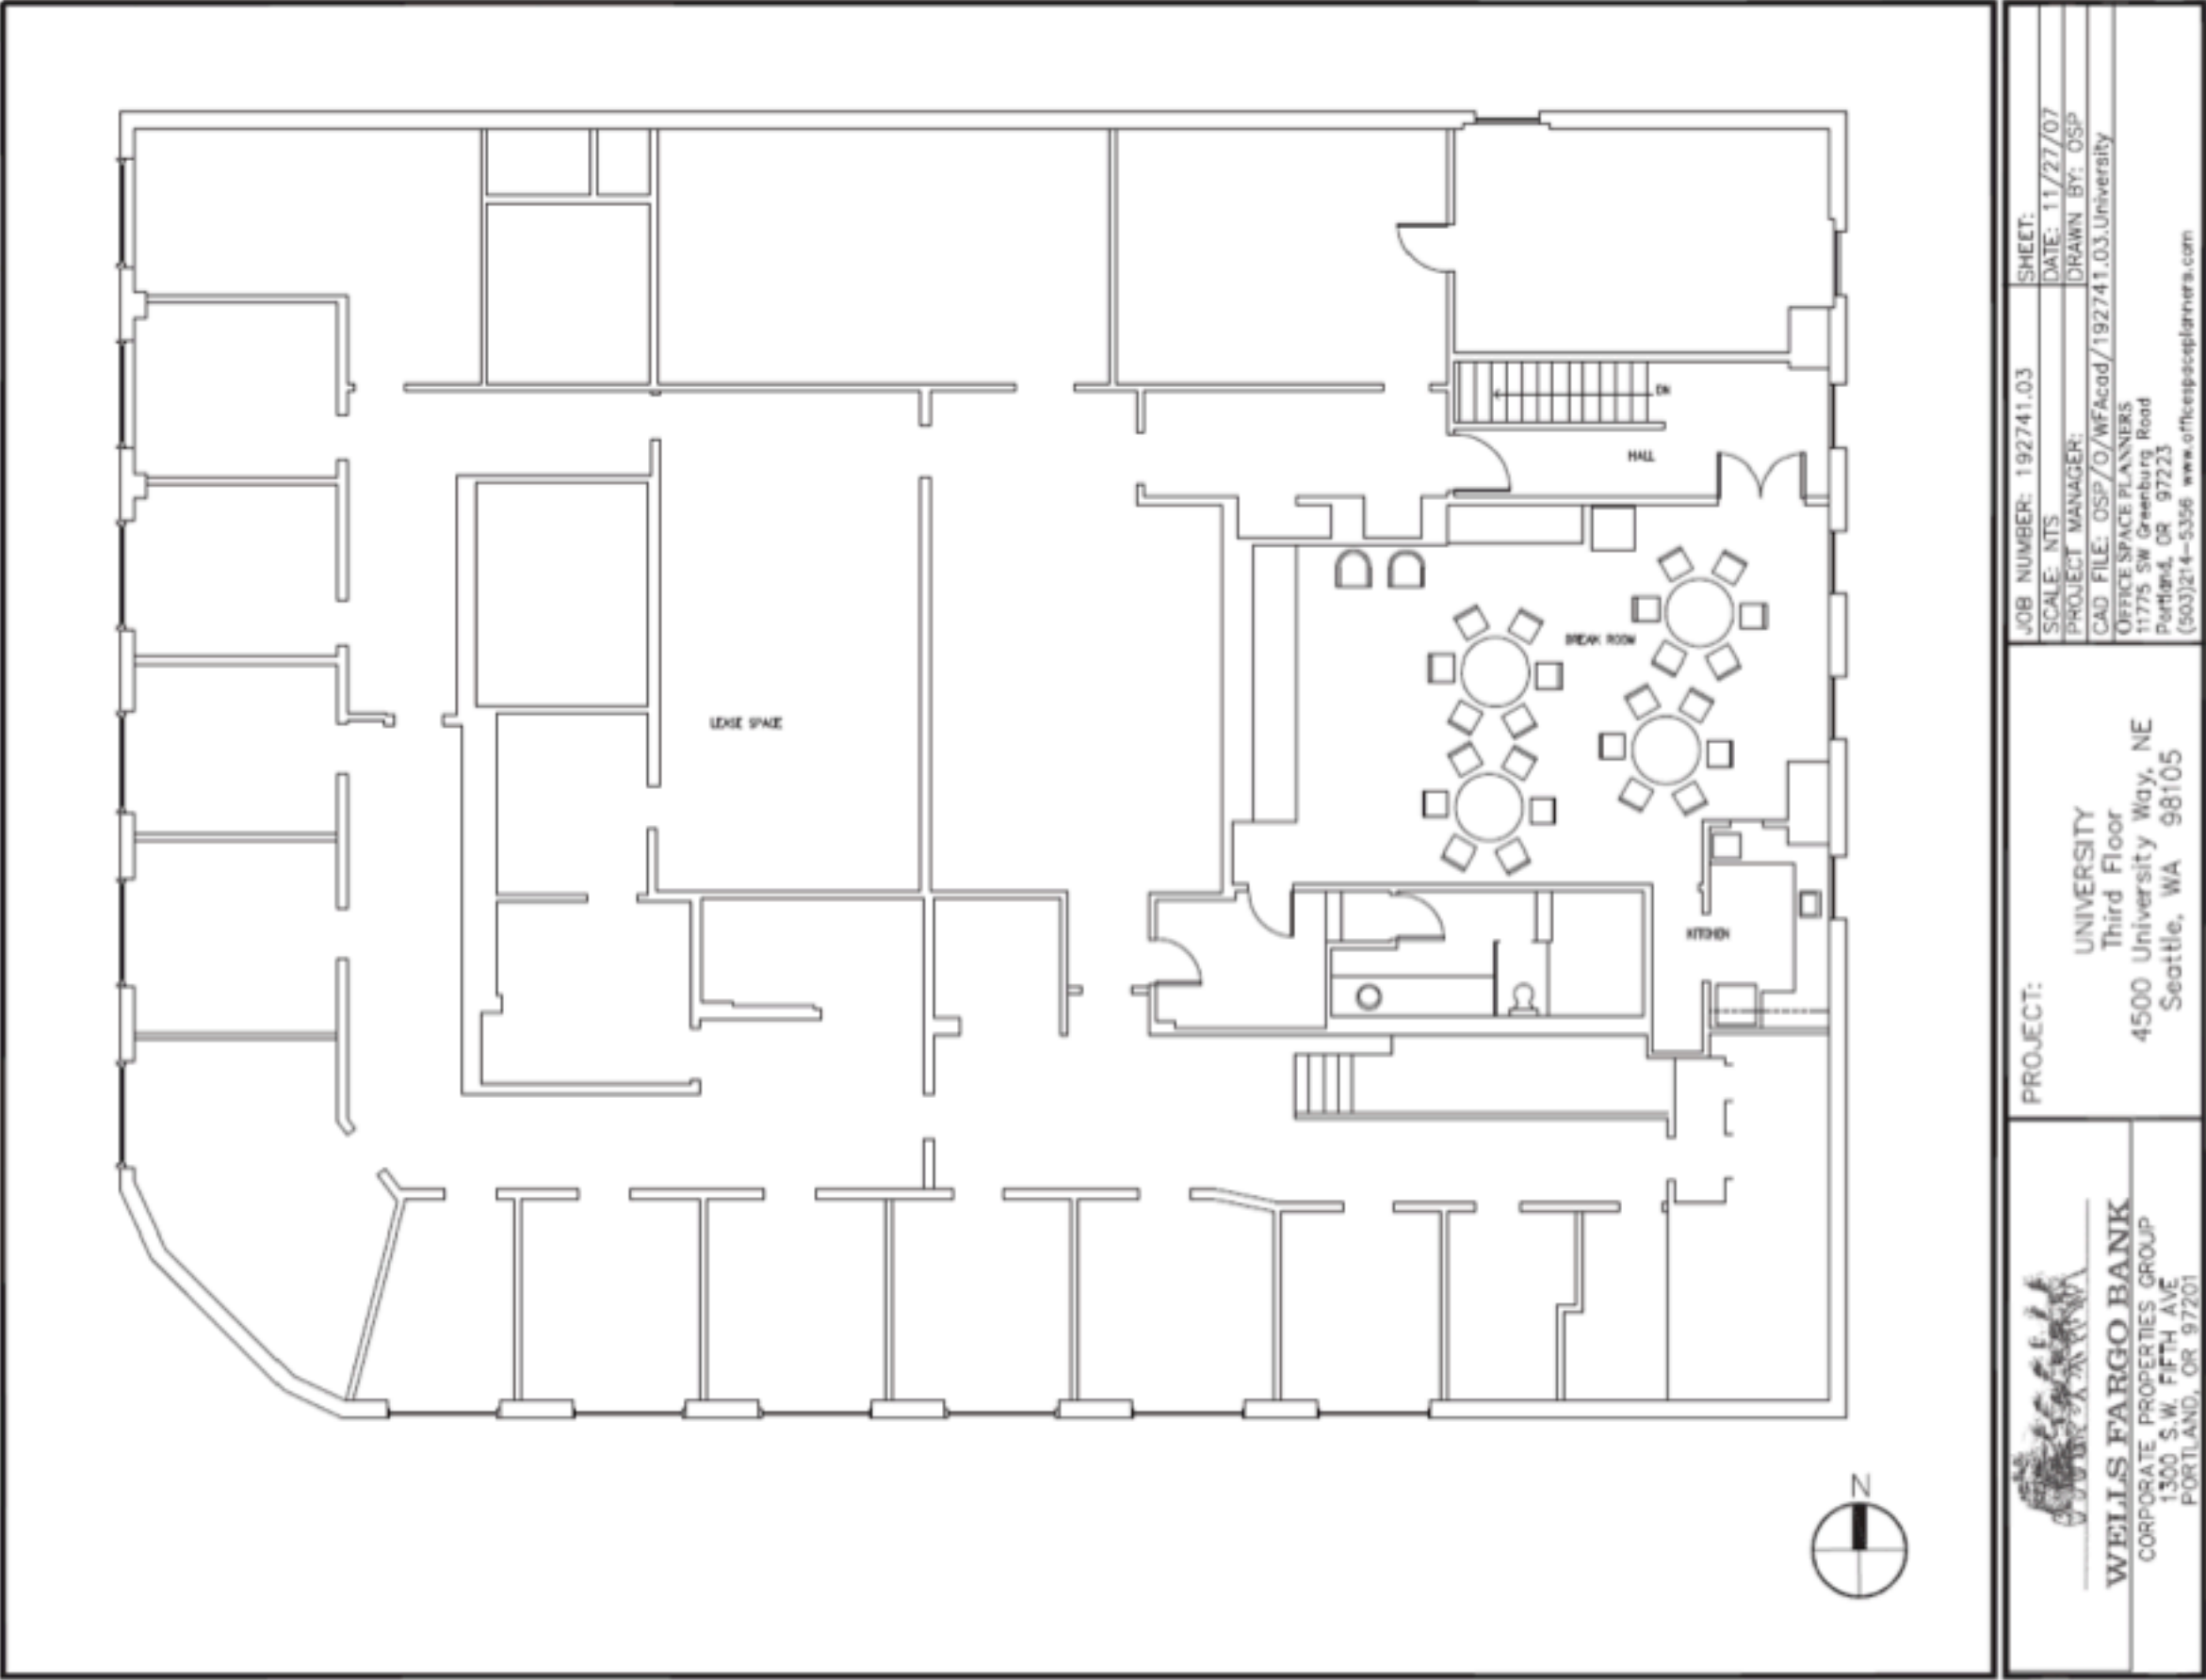 DN
HALL
BREAK ROOM
LEASE SPACE
KITCHEN
N
JOB NUMBER: 192741.03 SHEET:
SCALE: NTS DATE: 11/27/07
PROJECT MANAGER: DRAWN BY: OSP
CAD FILE: OSP/O/WFAcad/192741.03.University
OFFICE SPACE PLANNERS
11775 SW Greenburg Road
Portland, OR 97223
(503)214-5356 www.officespaceplanners.com
PROJECT:
UNIVERSITY
Third Floor
4500 University Way, NE
Seattle, WA 98105
WELLS FARGO BANK
CORPORATE PROPERTIES GROUP
1300 S.W. FIFTH AVE
PORTLAND, OR 97201